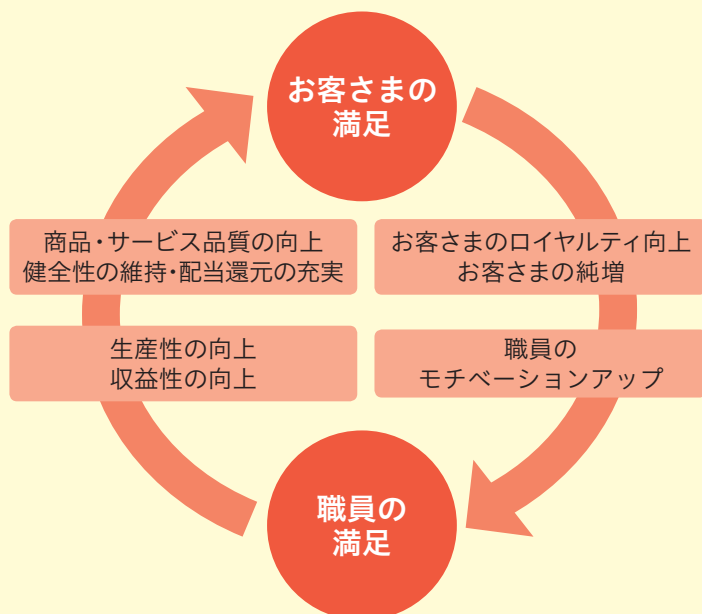 お客さまの
満足
商品・サービス品質の向上
健全性の維持・配当還元の充実
お客さまのロイヤルティ向上
お客さまの純増
生産性の向上
収益性の向上
職員の
モチベーションアップ
職員の
満足